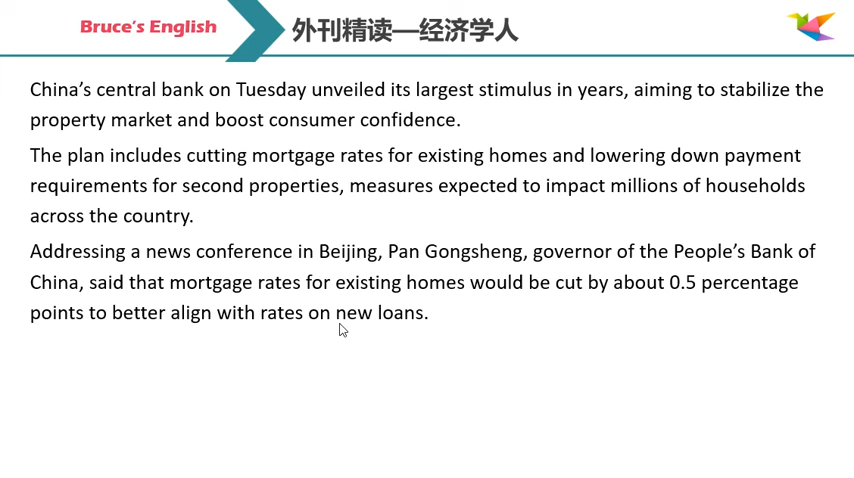 Bruce's English
外刊精读—经济学人
China's central bank on Tuesday unveiled its largest stimulus in years, aiming to stabilize the
property market and boost consumer confidence.
The plan includes cutting mortgage rates for existing homes and lowering down payment
requirements for second properties, measures expected to impact millions of households
across the country.
Addressing a news conference in Beijing, Pan Gongsheng, governor of the People's Bank of
China, said that mortgage rates for existing homes would be cut by about 0.5 percentage
points to better align with rates on new loans.